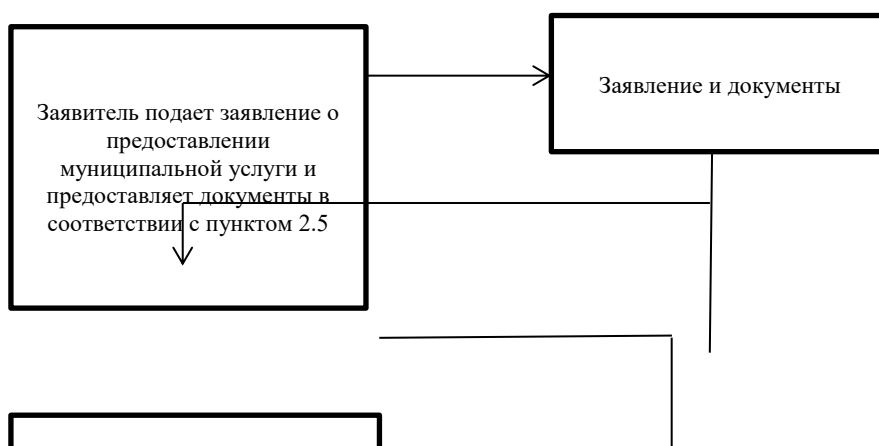 Заявитель подает заявление о
предоставлении
муниципальной услуги и
предоставляет документы в
соответствии с пунктом 2.5
Заявление и документы